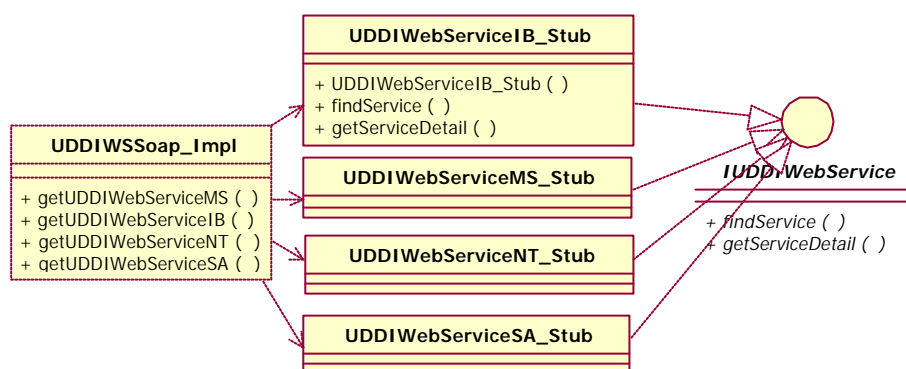 UDDIWebServiceIB_Stub
+ UDDIWebServiceIB_Stub ( )
+ findService ( )
+ getServiceDetail ( )
UDDIWSSoap_Impl
+ getUDDIWebServiceMS ( )
+ getUDDIWebServiceIB ( )
+ getUDDIWebServiceNT ( )
+ getUDDIWebServiceSA ( )
UDDIWebServiceMS_Stub
UDDIWebServiceNT_Stub
UDDIWebServiceSA_Stub
IUDDIWebService
+ findService ( )
+ getServiceDetail ( )